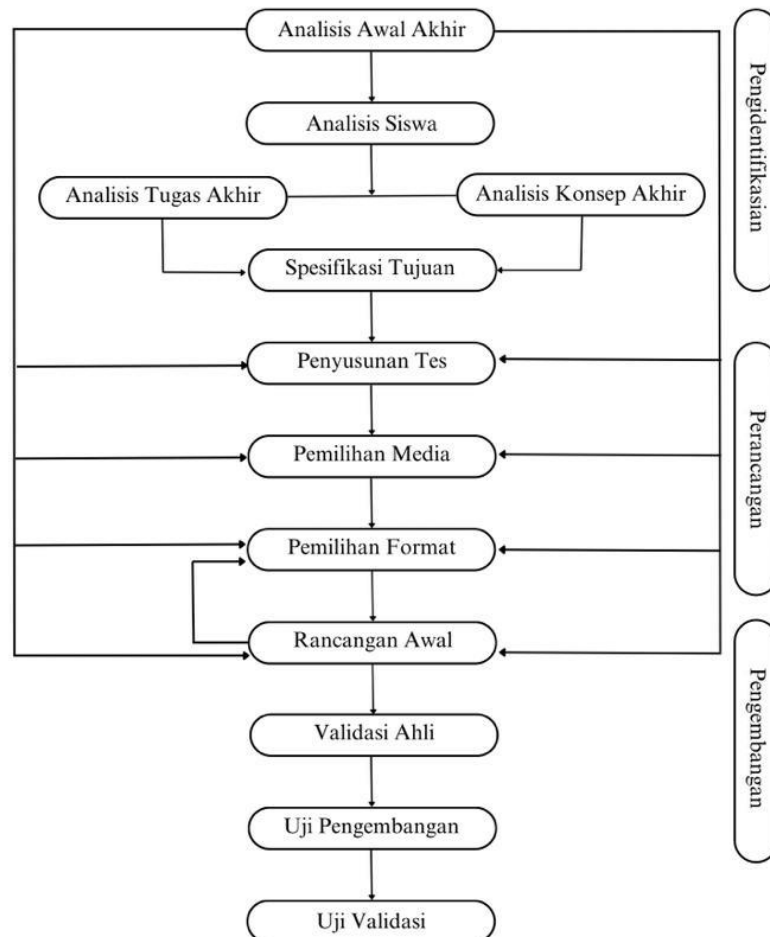 Analisis Awal Akhir
Analisis Siswa
Analisis Tugas Akhir
Analisis Konsep Akhir
Spesifikasi Tujuan
Penyusunan Tes
Pemilihan Media
Pemilihan Format
Rancangan Awal
Validasi Ahli
Uji Pengembangan
Uji Validasi
Pengidentifikasian
Perancangan
Pengembangan